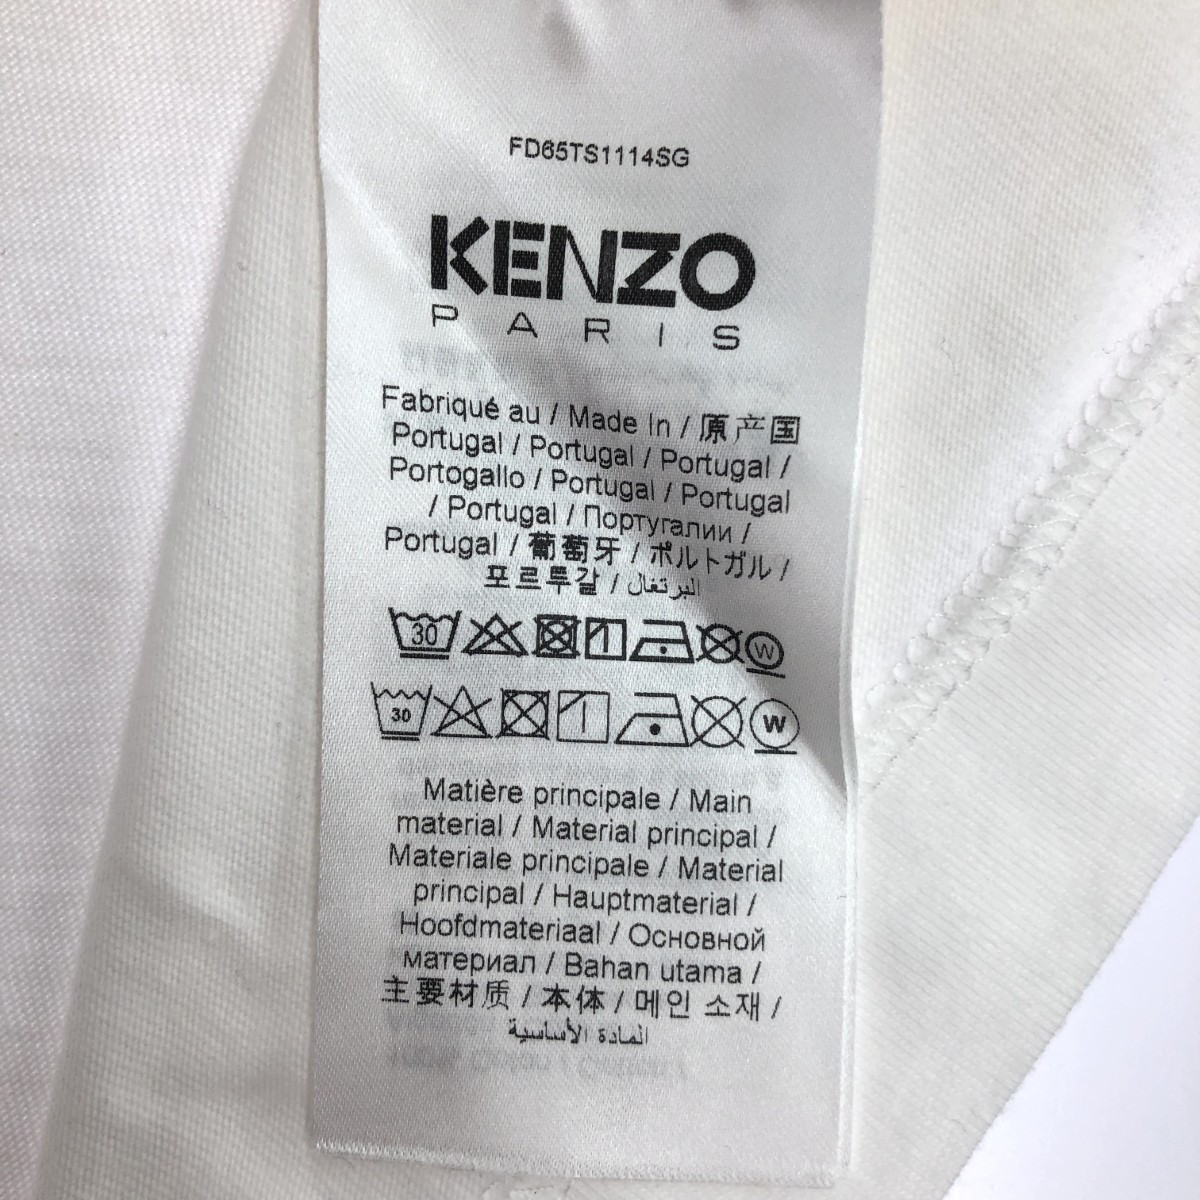 FD65TS1114SG
KENZO
PARIS
Fabriqué au / Made In / 原产国
Portugal / Portugal / Portugal /
Portogallo / Portugal / Portugal
/ Portugal / Португалии /
Portugal / 葡萄牙 / ポルトガル /
포르투갈 / البرتغال
30 W
30 W
Matière principale / Main
material / Material principal /
Materiale principale / Material
principal / Hauptmaterial /
Hoofdmateriaal / Основной
материал / Bahan utama /
主要材质 / 本体 / 메인 소재 /
المادة الأساسية